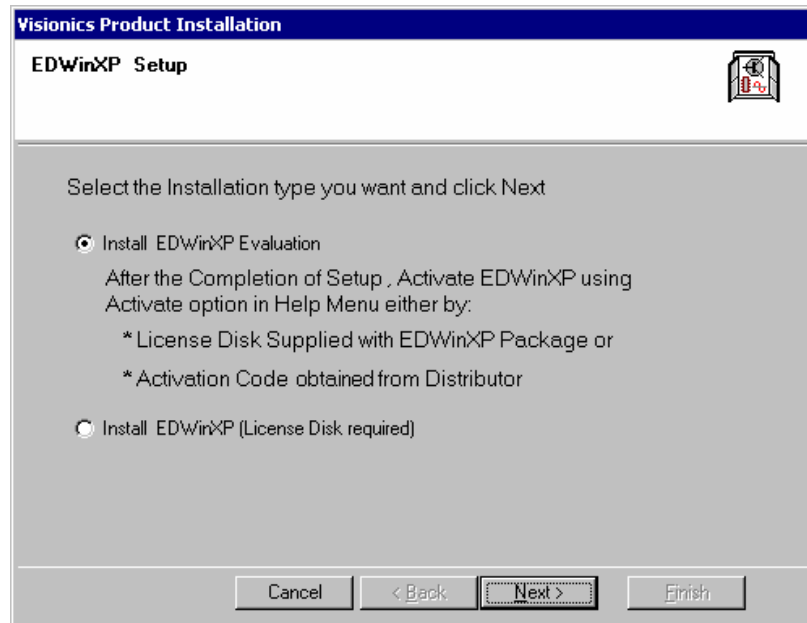 Visionics Product Installation
EDWinXP Setup
Select the Installation type you want and click Next
Install EDWinXP Evaluation
After the Completion of Setup , Activate EDWinXP using
Activate option in Help Menu either by:
* License Disk Supplied with EDWinXP Package or
* Activation Code obtained from Distributor
Install EDWinXP (License Disk required)
Cancel < Back Next > Finish